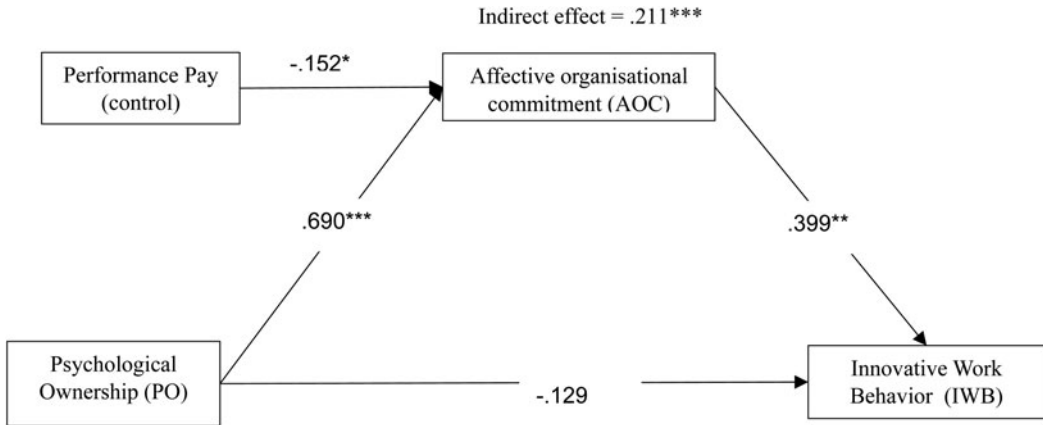 Indirect effect = .211***
Performance Pay
(control)
-.152*
Affective organisational
commitment (AOC)
.690***
.399**
Psychological
Ownership (PO)
-.129
Innovative Work
Behavior (IWB)